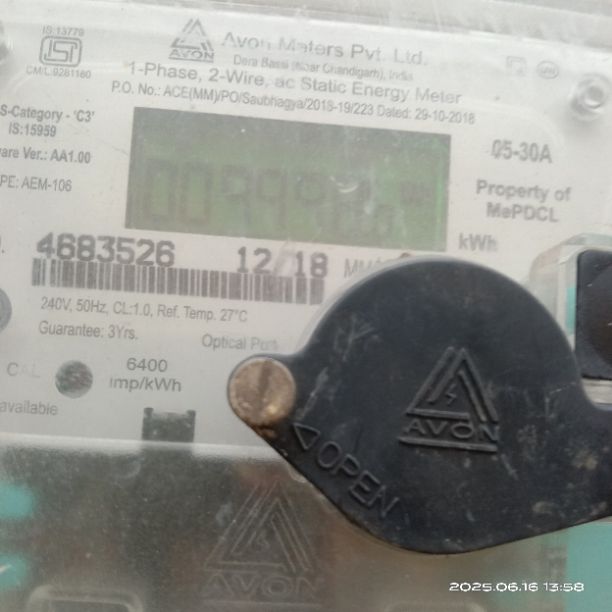 IS:13779
ISI
CM/L:9281160
AVON
Avon Meters Pvt. Ltd.
Dera Bassi (Near Chandigarh), India
1-Phase, 2-Wire, ac Static Energy Meter
P.O. No.: ACE(MM)/PO/Saubhagya/2018-19/223 Dated: 29-10-2018
S-Category - 'C3'
IS:15959
are Ver.: AA1.00
PE: AEM-106
05-30A
Property of
MePDCL
kWh
4683526 12/18
240V, 50Hz, CL:1.0, Ref. Temp. 27°C
Guarantee: 3Yrs.
Optical
CAL
6400
imp/kWh
available
AVON
OPEN
AVON
2025.06.16 13:58